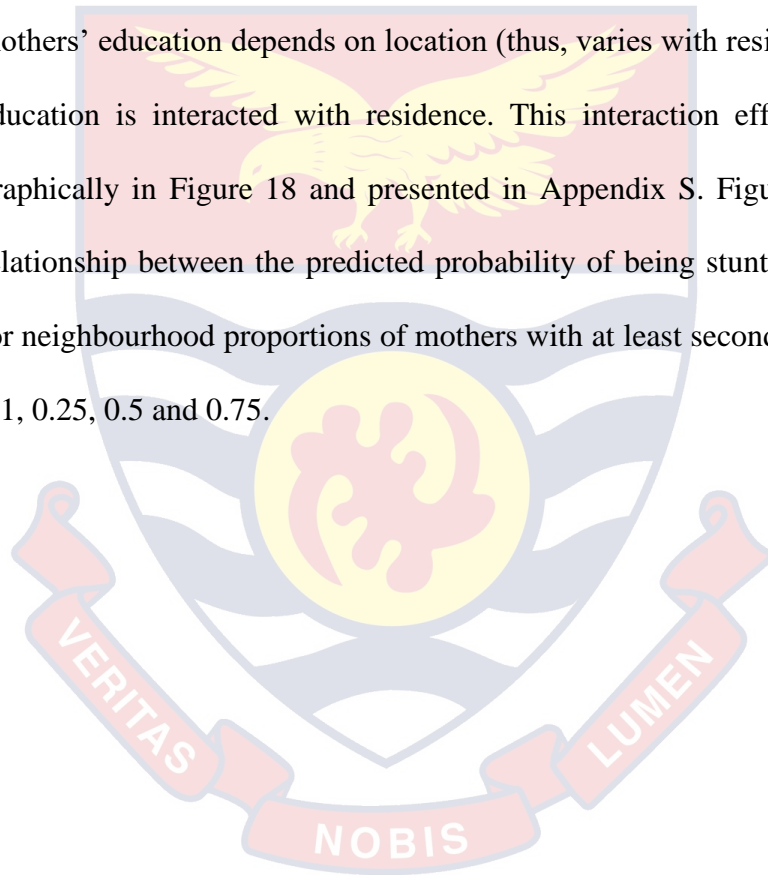 others’ education depends on location (thus, varies with resi
ducation is interacted with residence. This interaction eff
raphically in Figure 18 and presented in Appendix S. Figu
elationship between the predicted probability of being stunt
or neighbourhood proportions of mothers with at least second
1, 0.25, 0.5 and 0.75.
VERITAS
NOBIS
LUMEN